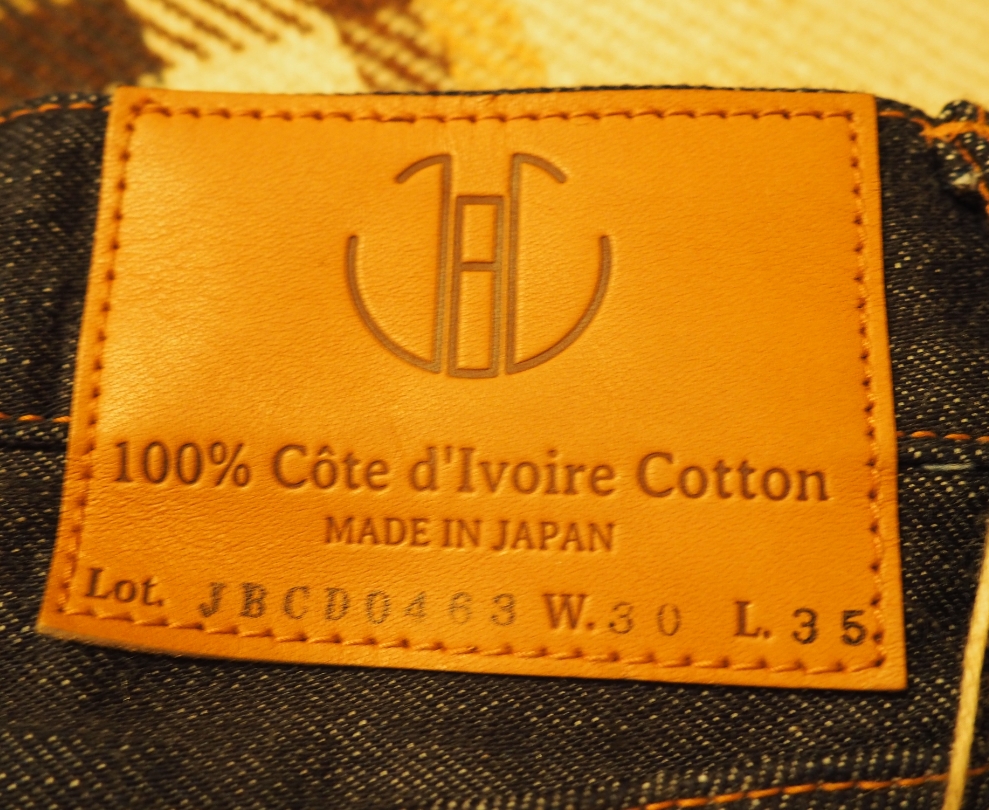 100% Côte d'Ivoire Cotton
MADE IN JAPAN
Lot. JBCD0463 W.30 L.35